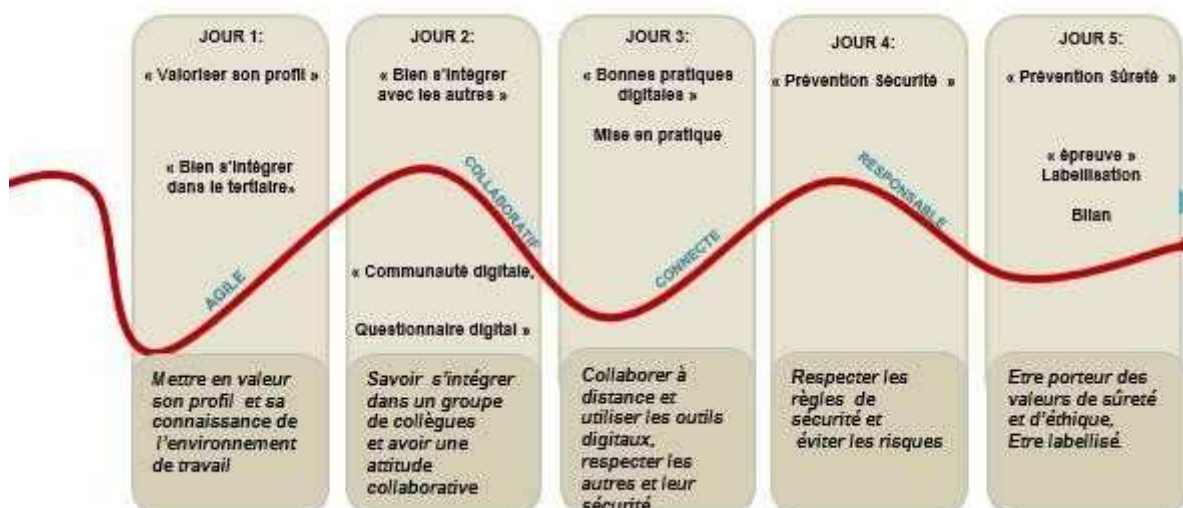 JOUR 1:
« Valoriser son profil »
« Bien s'intégrer
dans le tertiaire»
AGILE
Mettre en valeur
son profil et sa
connaissance de
l'environnement
de travail
JOUR 2:
« Bien s'intégrer
avec les autres »
COLLABORATIF
« Communauté digitale,
Questionnaire digital »
Savoir s'intégrer
dans un groupe
de collègues
et avoir une
attitude
collaborative
JOUR 3:
« Bonnes pratiques
digitales »
Mise en pratique
CONNECTE
Collaborer à
distance et
utiliser les outils
digitaux,
respecter les
autres et leur
sécurité
JOUR 4:
« Prévention Sécurité »
RESPONSABLE
Respecter les
règles de
sécurité et
éviter les risques
JOUR 5:
« Prévention Sûreté »
« épreuve »
Labellisation
Bilan
Etre porteur des
valeurs de sûreté
et d'éthique,
Etre labellisé.